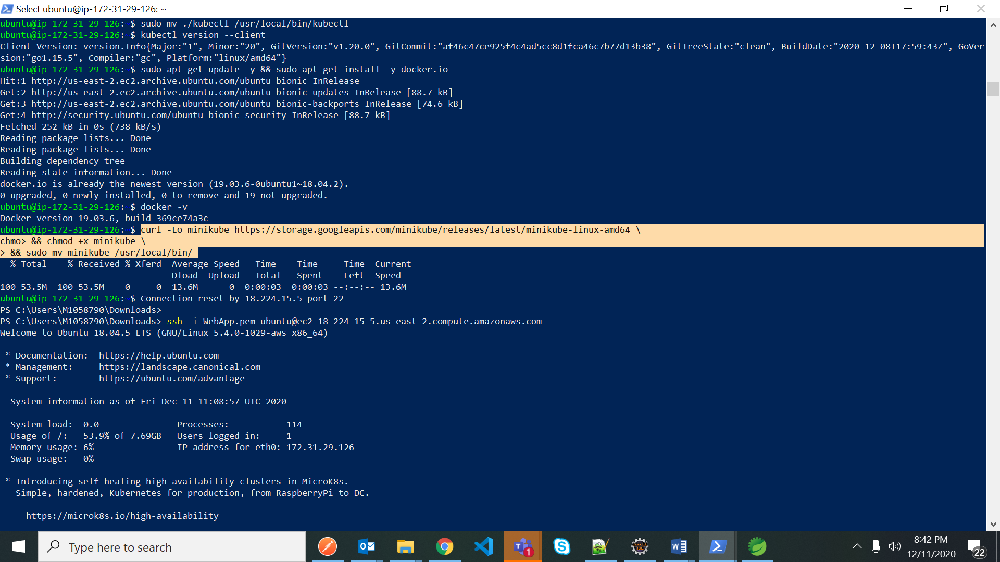 Select ubuntu@ip-172-31-29-126: ~
ubuntu@ip-172-31-29-126:~$ sudo mv ./kubectl /usr/local/bin/kubectl
ubuntu@ip-172-31-29-126:~$ kubectl version --client
Client Version: version.Info{Major:"1", Minor:"20", GitVersion:"v1.20.0", GitCommit:"af46c47ce925f4c4ad5cc8d1fca46c7b77d13b38", GitTreeState:"clean", BuildDate:"2020-12-08T17:59:43Z", GoVer
sion:"go1.15.5", Compiler:"gc", Platform:"linux/amd64"}
ubuntu@ip-172-31-29-126:~$ sudo apt-get update -y && sudo apt-get install -y docker.io
Hit:1 http://us-east-2.ec2.archive.ubuntu.com/ubuntu bionic InRelease
Get:2 http://us-east-2.ec2.archive.ubuntu.com/ubuntu bionic-updates InRelease [88.7 kB]
Get:3 http://us-east-2.ec2.archive.ubuntu.com/ubuntu bionic-backports InRelease [74.6 kB]
Get:4 http://security.ubuntu.com/ubuntu bionic-security InRelease [88.7 kB]
Fetched 252 kB in 0s (738 kB/s)
Reading package lists... Done
Reading package lists... Done
Building dependency tree
Reading state information... Done
docker.io is already the newest version (19.03.6-0ubuntu1~18.04.2).
0 upgraded, 0 newly installed, 0 to remove and 19 not upgraded.
ubuntu@ip-172-31-29-126:~$ docker -v
Docker version 19.03.6, build 369ce74a3c
ubuntu@ip-172-31-29-126:~$ curl -Lo minikube https://storage.googleapis.com/minikube/releases/latest/minikube-linux-amd64 \
chmo> && chmod +x minikube \
> && sudo mv minikube /usr/local/bin/
% Total % Received % Xferd Average Speed Time Time Time Current
Dload Upload Total Spent Left Speed
100 53.5M 100 53.5M 0 0 13.6M 0 0:00:03 0:00:03 --:--:-- 13.6M
ubuntu@ip-172-31-29-126:~$ Connection reset by 18.224.15.5 port 22
PS C:\Users\M1058790\Downloads>
PS C:\Users\M1058790\Downloads> ssh -i WebApp.pem ubuntu@ec2-18-224-15-5.us-east-2.compute.amazonaws.com
Welcome to Ubuntu 18.04.5 LTS (GNU/Linux 5.4.0-1029-aws x86_64)
* Documentation: https://help.ubuntu.com
* Management: https://landscape.canonical.com
* Support: https://ubuntu.com/advantage
System information as of Fri Dec 11 11:08:57 UTC 2020
System load: 0.0 Processes: 114
Usage of /: 53.9% of 7.69GB Users logged in: 1
Memory usage: 6% IP address for eth0: 172.31.29.126
Swap usage: 0%
* Introducing self-healing high availability clusters in MicroK8s.
Simple, hardened, Kubernetes for production, from RaspberryPi to DC.
https://microk8s.io/high-availability
Type here to search
8:42 PM
12/11/2020
22
1